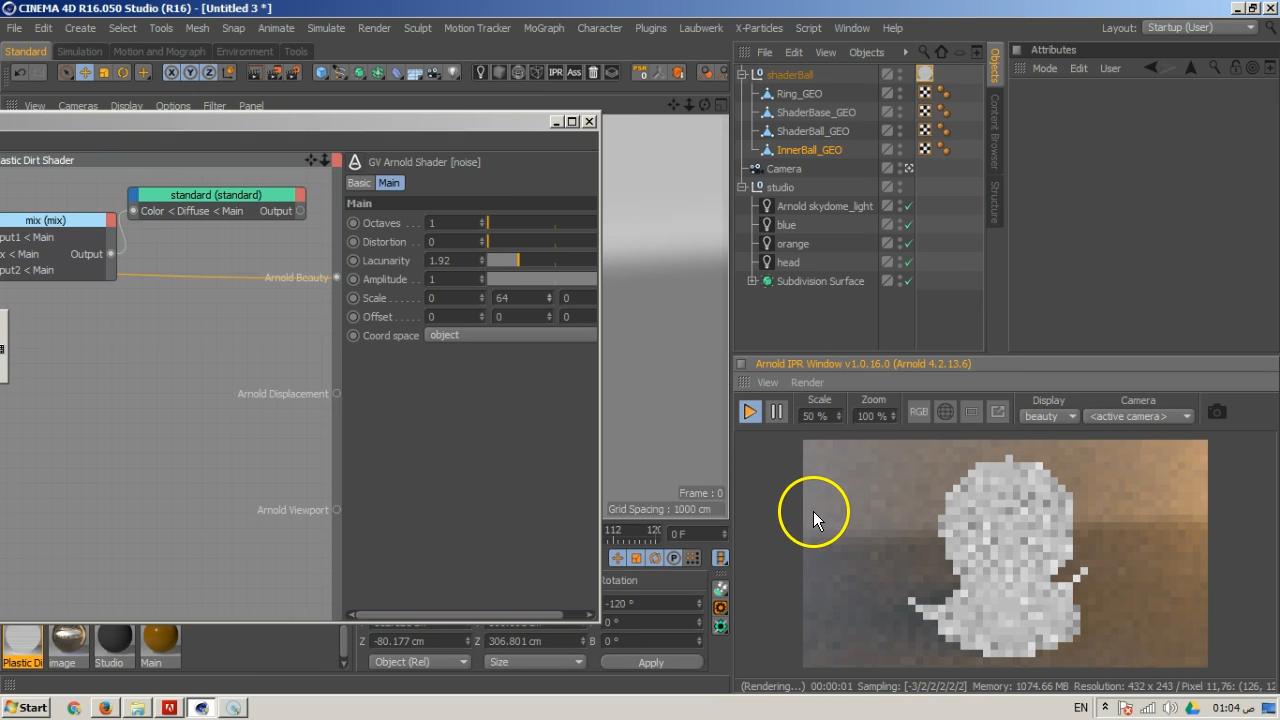 CINEMA 4D R16.050 Studio (R16) - [Untitled 3 *]
File Edit Create Select Tools Mesh Snap Animate Simulate Render Sculpt Motion Tracker MoGraph Character Plugins Laubwerk X-Particles Script Window Help Layout: Startup (User)
Standard Simulation Motion and Mograph Environment Tools
File Edit View Objects
Attributes
Mode Edit User
X Y Z IPR Ass PSR 0
View Cameras Display Options Filter Panel
Objects
Content Browser
Structure
shaderBall
Ring_GEO
ShaderBase_GEO
ShaderBall_GEO
InnerBall_GEO
Camera
studio
Arnold skydome_light
blue
orange
head
Subdivision Surface
lastic Dirt Shader
GV Arnold Shader [noise]
Basic Main
Main
standard (standard)
Color < Diffuse < Main Output
mix (mix)
put1 < Main
x < Main Output
put2 < Main
Arnold Beauty
Arnold Displacement
Arnold Viewport
Octaves . . . 1
Distortion . . 0
Lacunarity . 1.92
Amplitude . 1
Scale . . . . . 0 64 0
Offset . . . . 0 0 0
Coord space object
Frame : 0
Grid Spacing : 1000 cm
112 0 F
otation
-120 °
0 °
-80.177 cm Z 306.801 cm B 0 °
Object (Rel) Size Apply
Plastic Di image Studio Main
Arnold IPR Window v1.0.16.0 (Arnold 4.2.13.6)
View Render
Scale Zoom Display Camera
50 % 100 % RGB beauty <active camera>
(Rendering...) 00:00:01 Sampling: [-3/2/2/2/2/2] Memory: 1074.66 MB Resolution: 432 x 243 / Pixel 11,76: (126, 12
Start EN 01:04 ص